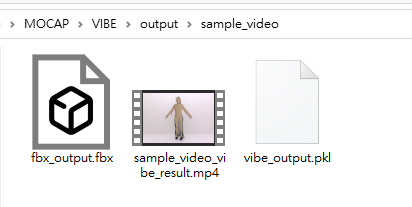 MOCAP > VIBE > output > sample_video
fbx_output.fbx
sample_video_vi
be_result.mp4
vibe_output.pkl